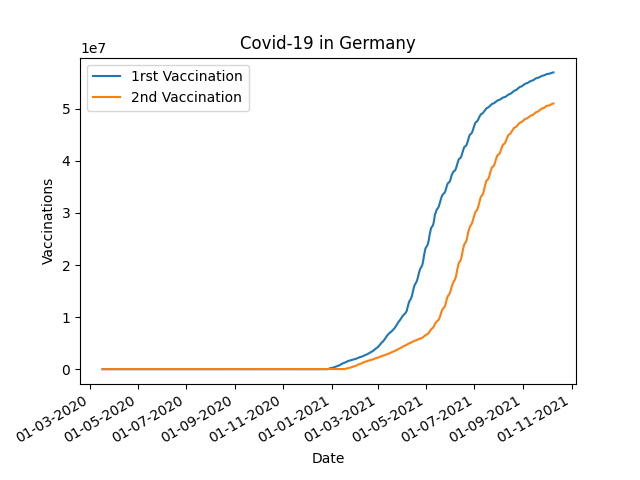 Covid-19 in Germany
1e7
1rst Vaccination
2nd Vaccination
5
4
3
2
1
0
Vaccinations
01-03-2020
01-05-2020
01-07-2020
01-09-2020
01-11-2020
01-01-2021
01-03-2021
01-05-2021
01-07-2021
01-09-2021
01-11-2021
Date